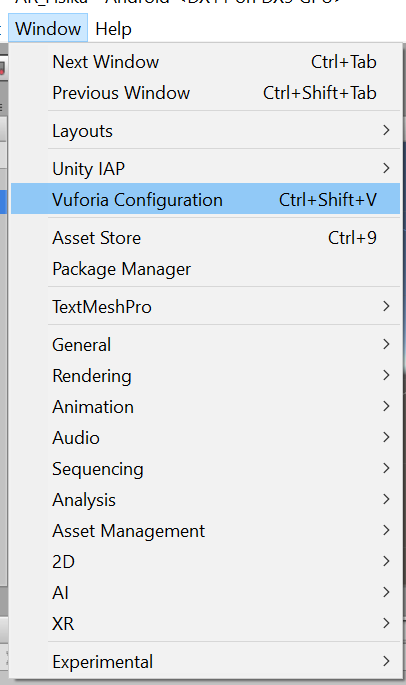 Window Help
Next Window Ctrl+Tab
Previous Window Ctrl+Shift+Tab
Layouts
Unity IAP
Vuforia Configuration Ctrl+Shift+V
Asset Store Ctrl+9
Package Manager
TextMeshPro
General
Rendering
Animation
Audio
Sequencing
Analysis
Asset Management
2D
AI
XR
Experimental